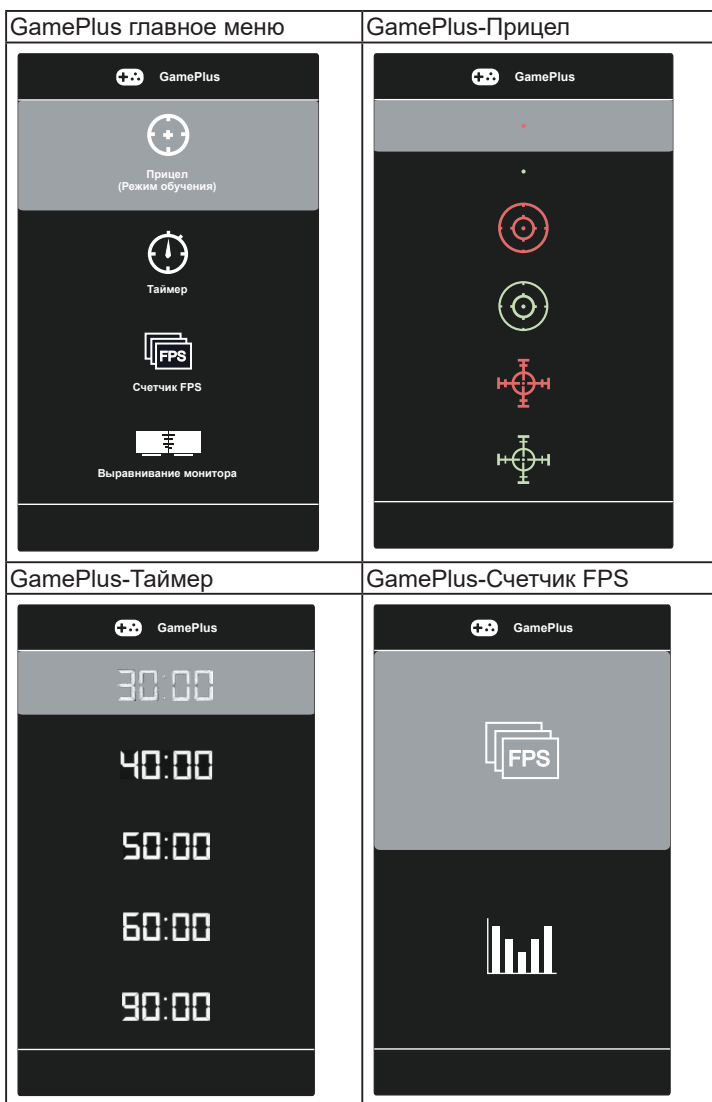 GamePlus главное меню
GamePlus-Прицел
GamePlus
Прицел
(Режим обучения)
Таймер
FPS
Счетчик FPS
Выравнивание монитора
GamePlus
GamePlus-Таймер
GamePlus-Счетчик FPS
GamePlus
30:00
40:00
50:00
60:00
90:00
GamePlus
FPS